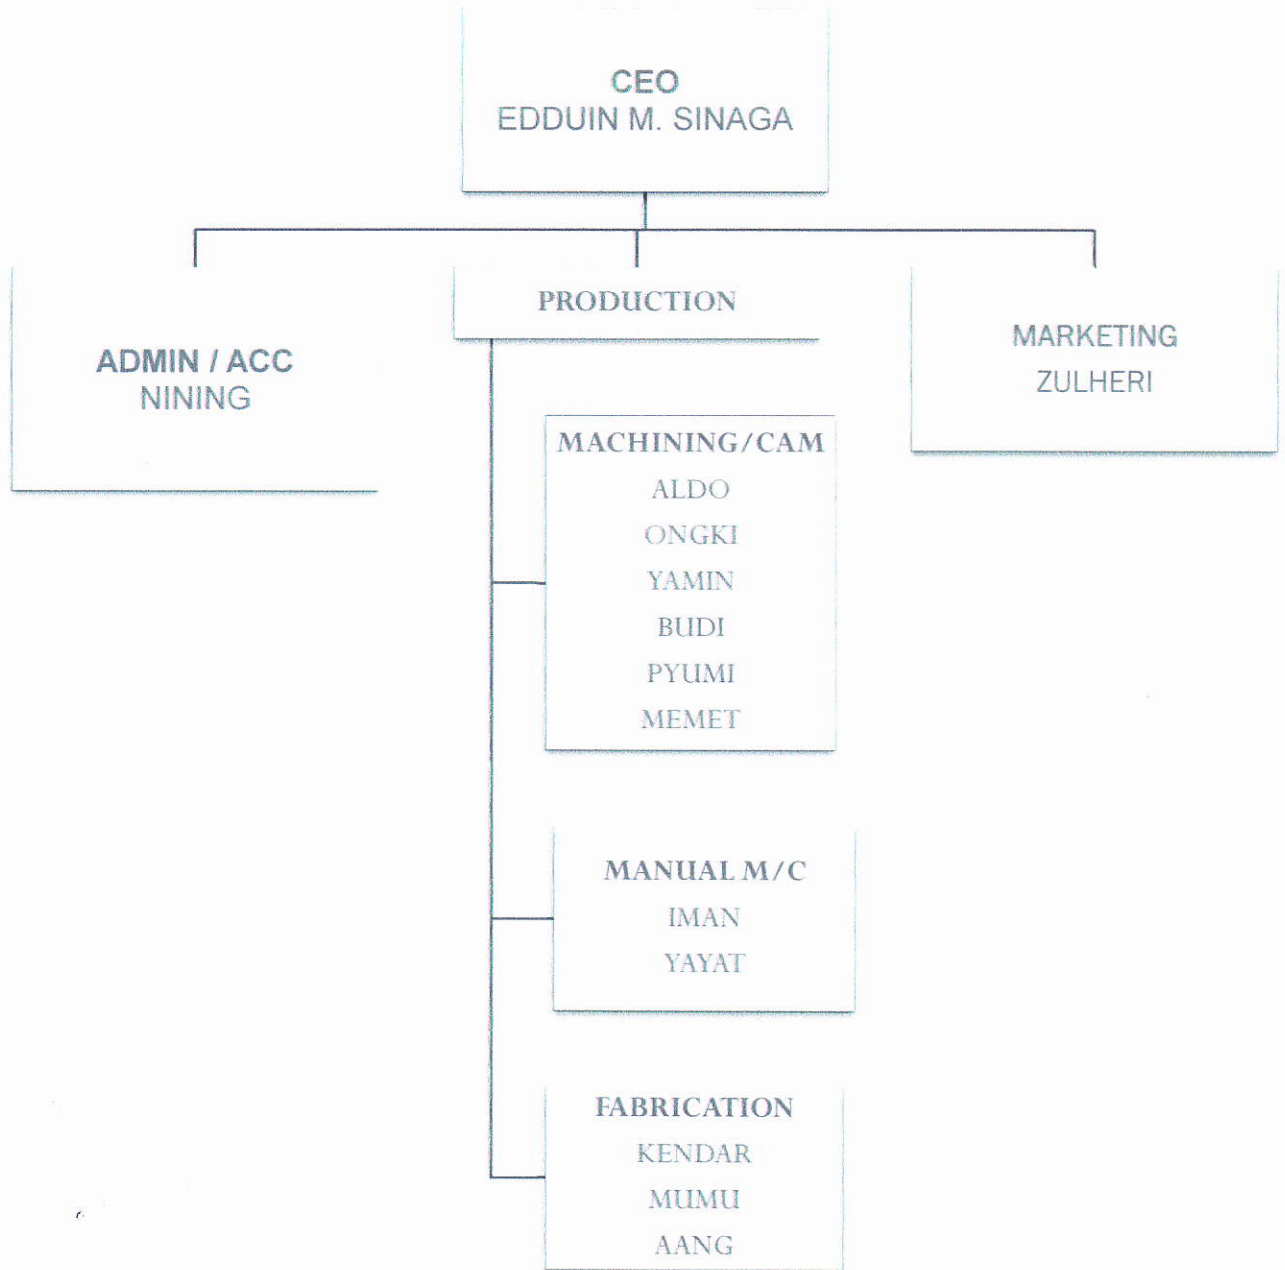 CEO
EDDUIN M. SINAGA
ADMIN / ACC
NINING
PRODUCTION
MARKETING
ZULHERI
MACHINING/CAM
ALDO
ONGKI
YAMIN
BUDI
PYUMI
MEMET
MANUAL M/C
IMAN
YAYAT
FABRICATION
KENDAR
MUMU
AANG